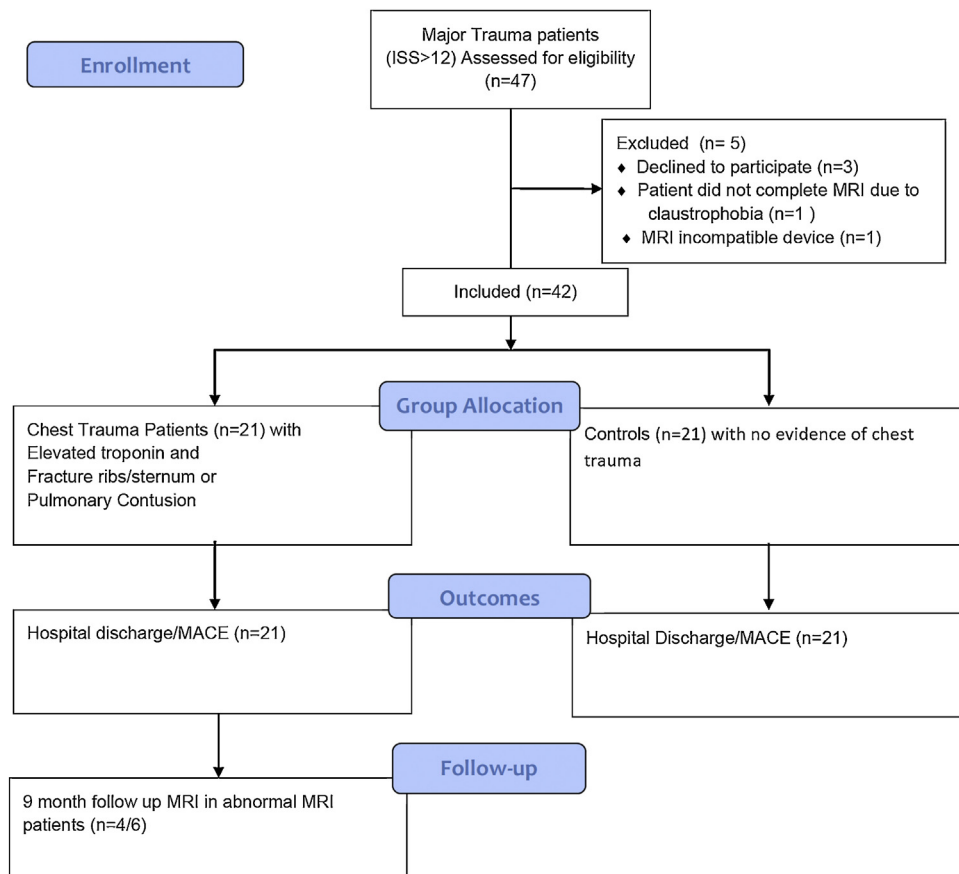 Enrollment
Major Trauma patients
(ISS>12) Assessed for eligibility
(n=47)
Excluded (n= 5)
♦ Declined to participate (n=3)
♦ Patient did not complete MRI due to
claustrophobia (n=1 )
♦ MRI incompatible device (n=1)
Included (n=42)
Group Allocation
Chest Trauma Patients (n=21) with
Elevated troponin and
Fracture ribs/sternum or
Pulmonary Contusion
Controls (n=21) with no evidence of chest
trauma
Outcomes
Hospital discharge/MACE (n=21)
Hospital Discharge/MACE (n=21)
Follow-up
9 month follow up MRI in abnormal MRI
patients (n=4/6)